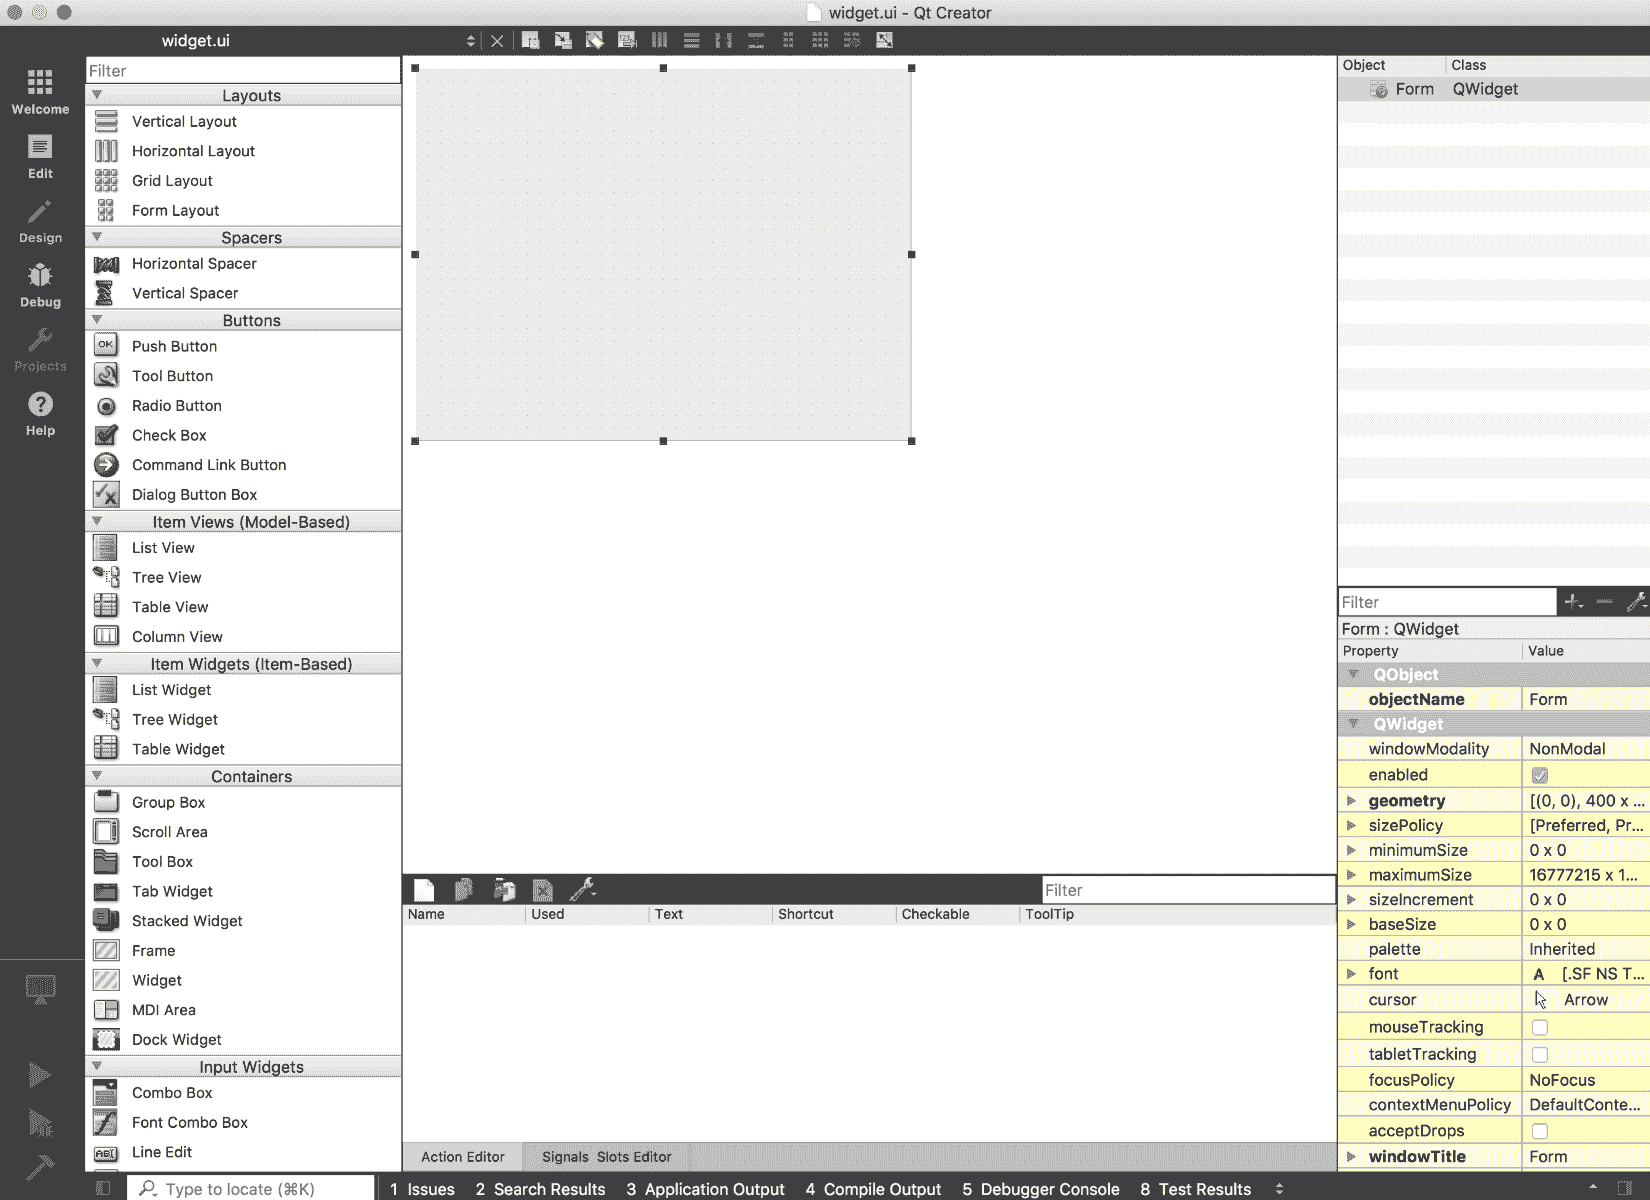 widget.ui - Qt Creator
widget.ui
Welcome
Edit
Design
Debug
Projects
Help
Filter
Layouts
Vertical Layout
Horizontal Layout
Grid Layout
Form Layout
Spacers
Horizontal Spacer
Vertical Spacer
Buttons
OK
Push Button
Tool Button
Radio Button
Check Box
Command Link Button
Dialog Button Box
Item Views (Model-Based)
List View
Tree View
Table View
Column View
Item Widgets (Item-Based)
List Widget
Tree Widget
Table Widget
Containers
Group Box
Scroll Area
Tool Box
Tab Widget
Stacked Widget
Frame
Widget
MDI Area
Dock Widget
Input Widgets
Combo Box
Font Combo Box
ABI
Line Edit
Filter
Name Used Text Shortcut Checkable ToolTip
Action Editor Signals Slots Editor
Object Class
Form QWidget
Filter
Form : QWidget
Property Value
QObject
objectName Form
QWidget
windowModality NonModal
enabled
geometry [(0, 0), 400 x ...
sizePolicy [Preferred, Pr...
minimumSize 0 x 0
maximumSize 16777215 x 1...
sizeIncrement 0 x 0
baseSize 0 x 0
palette Inherited
font A [.SF NS T...
cursor Arrow
mouseTracking
tabletTracking
focusPolicy NoFocus
contextMenuPolicy DefaultConte...
acceptDrops
windowTitle Form
Type to locate (⌘K) 1 Issues 2 Search Results 3 Application Output 4 Compile Output 5 Debugger Console 8 Test Results